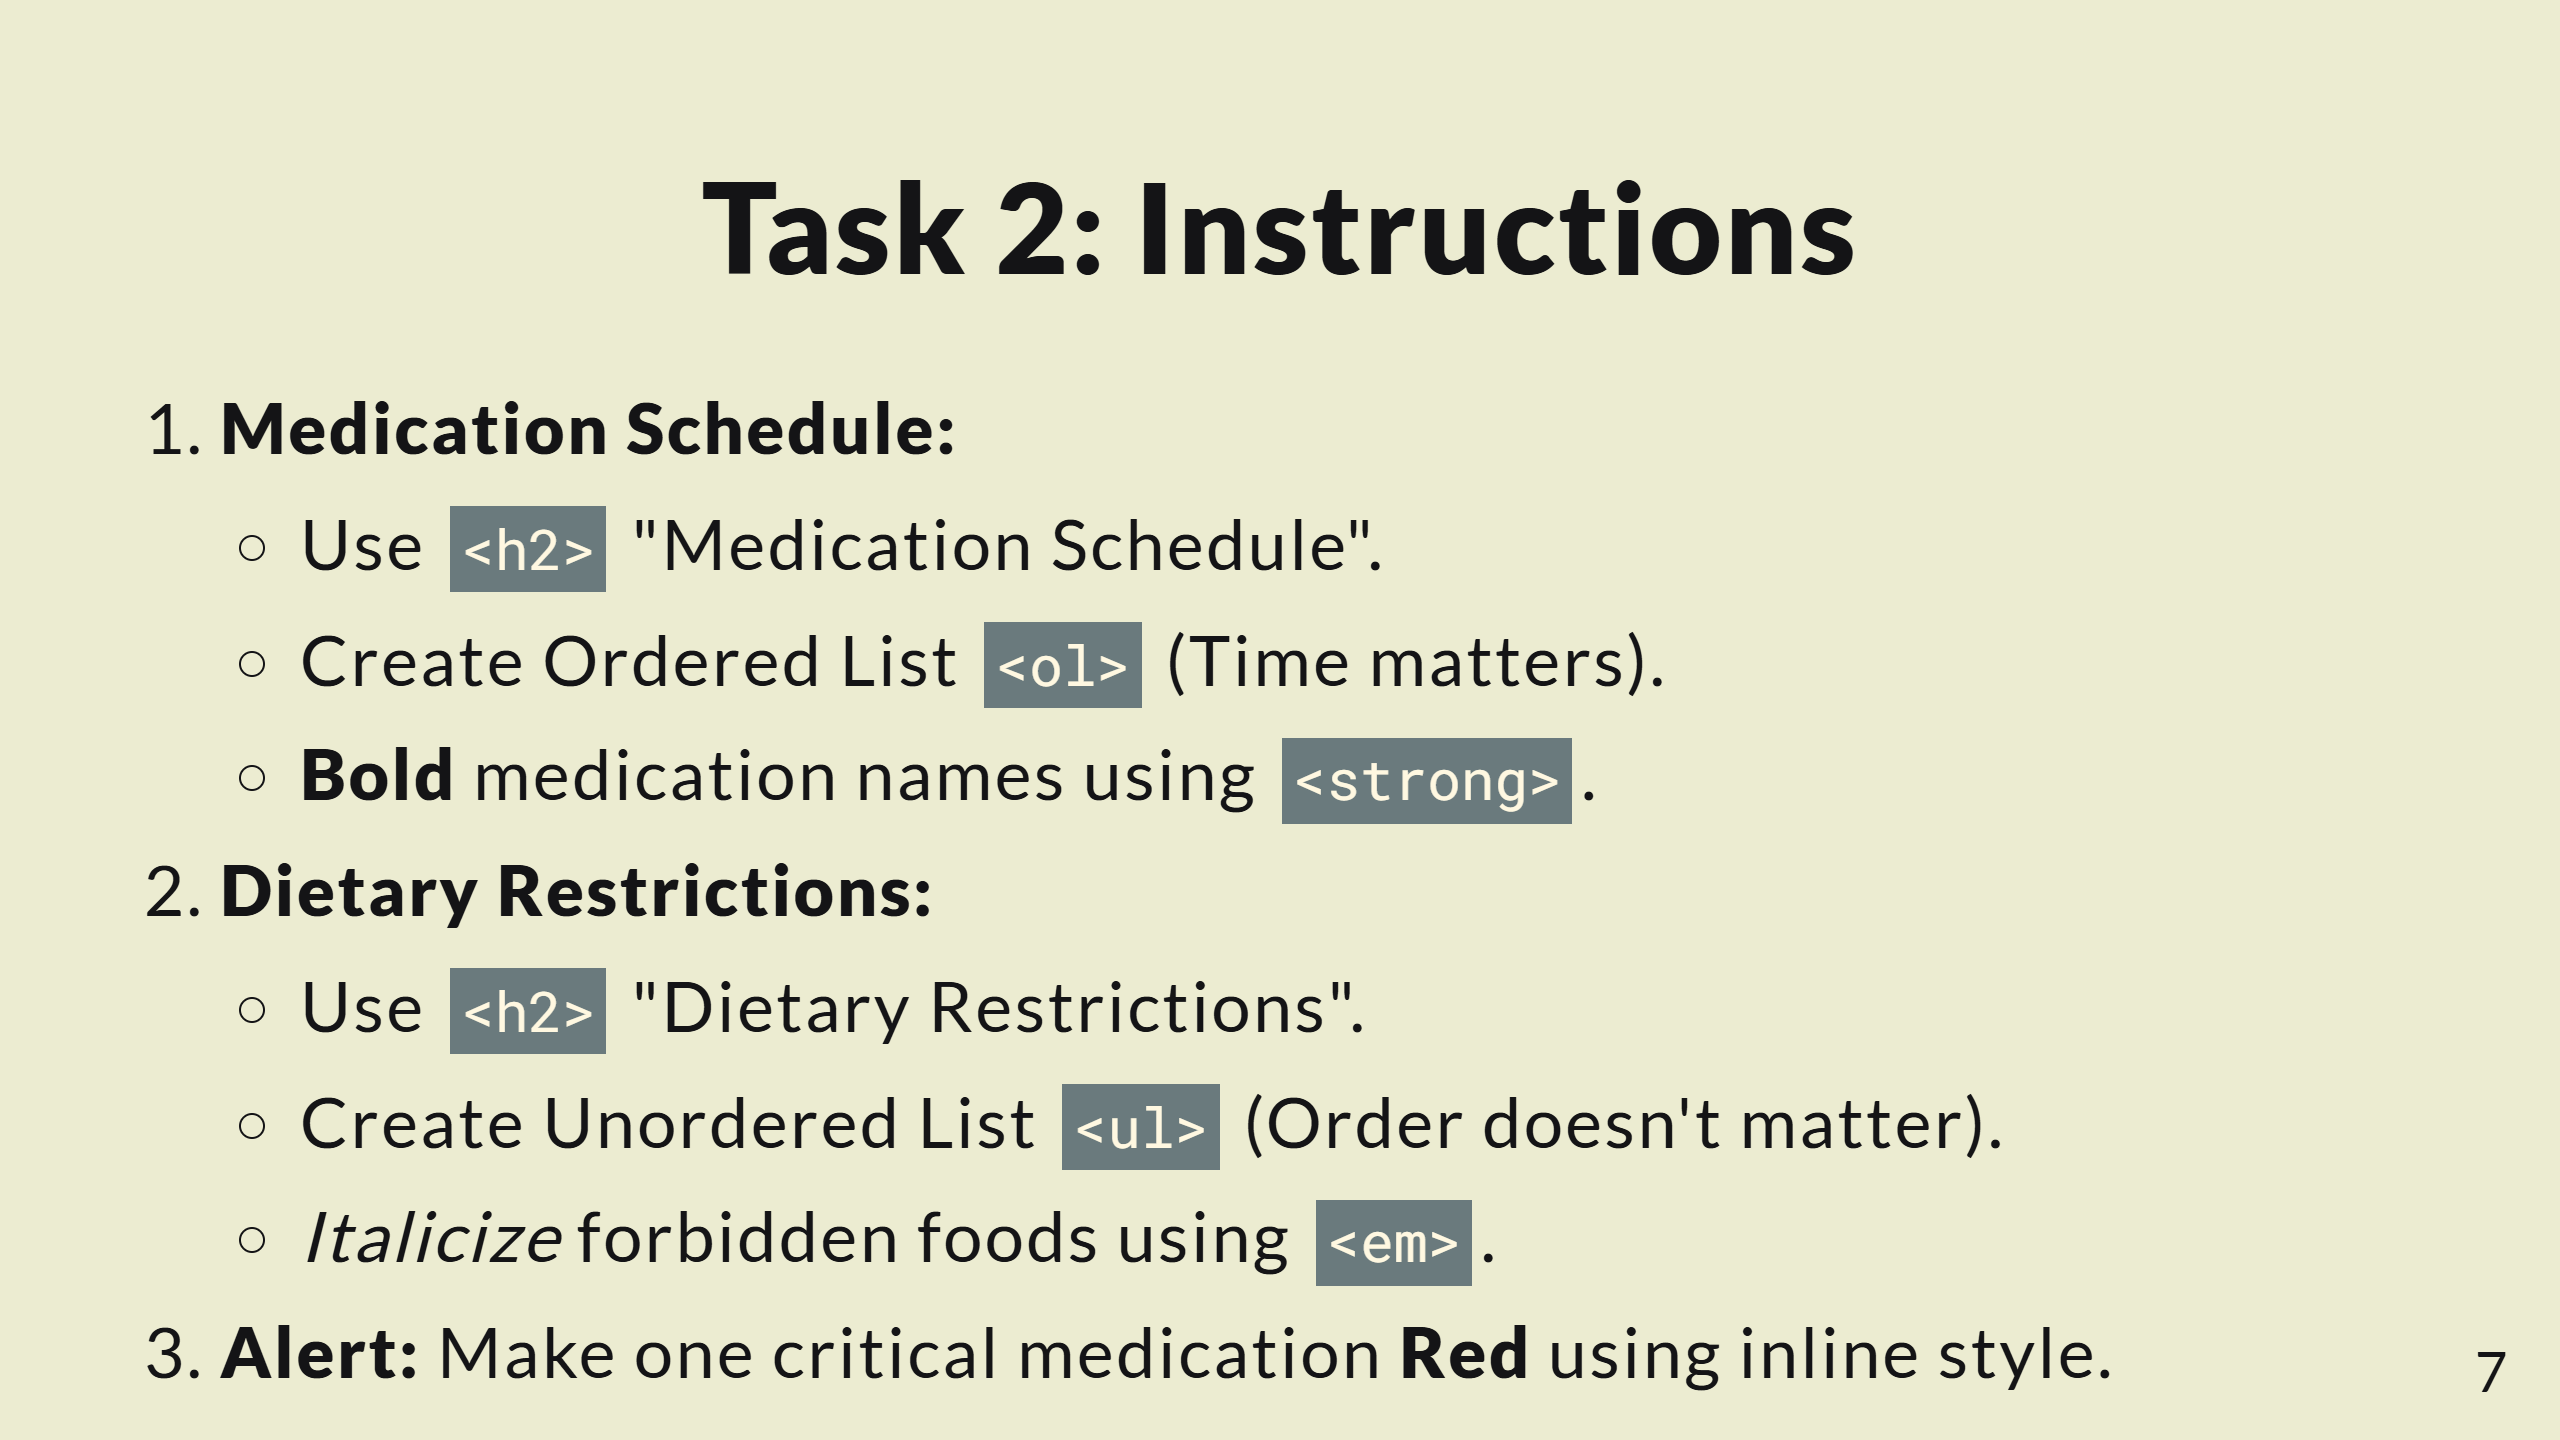 Task 2: Instructions
1. Medication Schedule:
○ Use <h2> "Medication Schedule".
○ Create Ordered List <ol> (Time matters).
○ Bold medication names using <strong>.
2. Dietary Restrictions:
○ Use <h2> "Dietary Restrictions".
○ Create Unordered List <ul> (Order doesn't matter).
○ Italicize forbidden foods using <em>.
3. Alert: Make one critical medication Red using inline style.
7